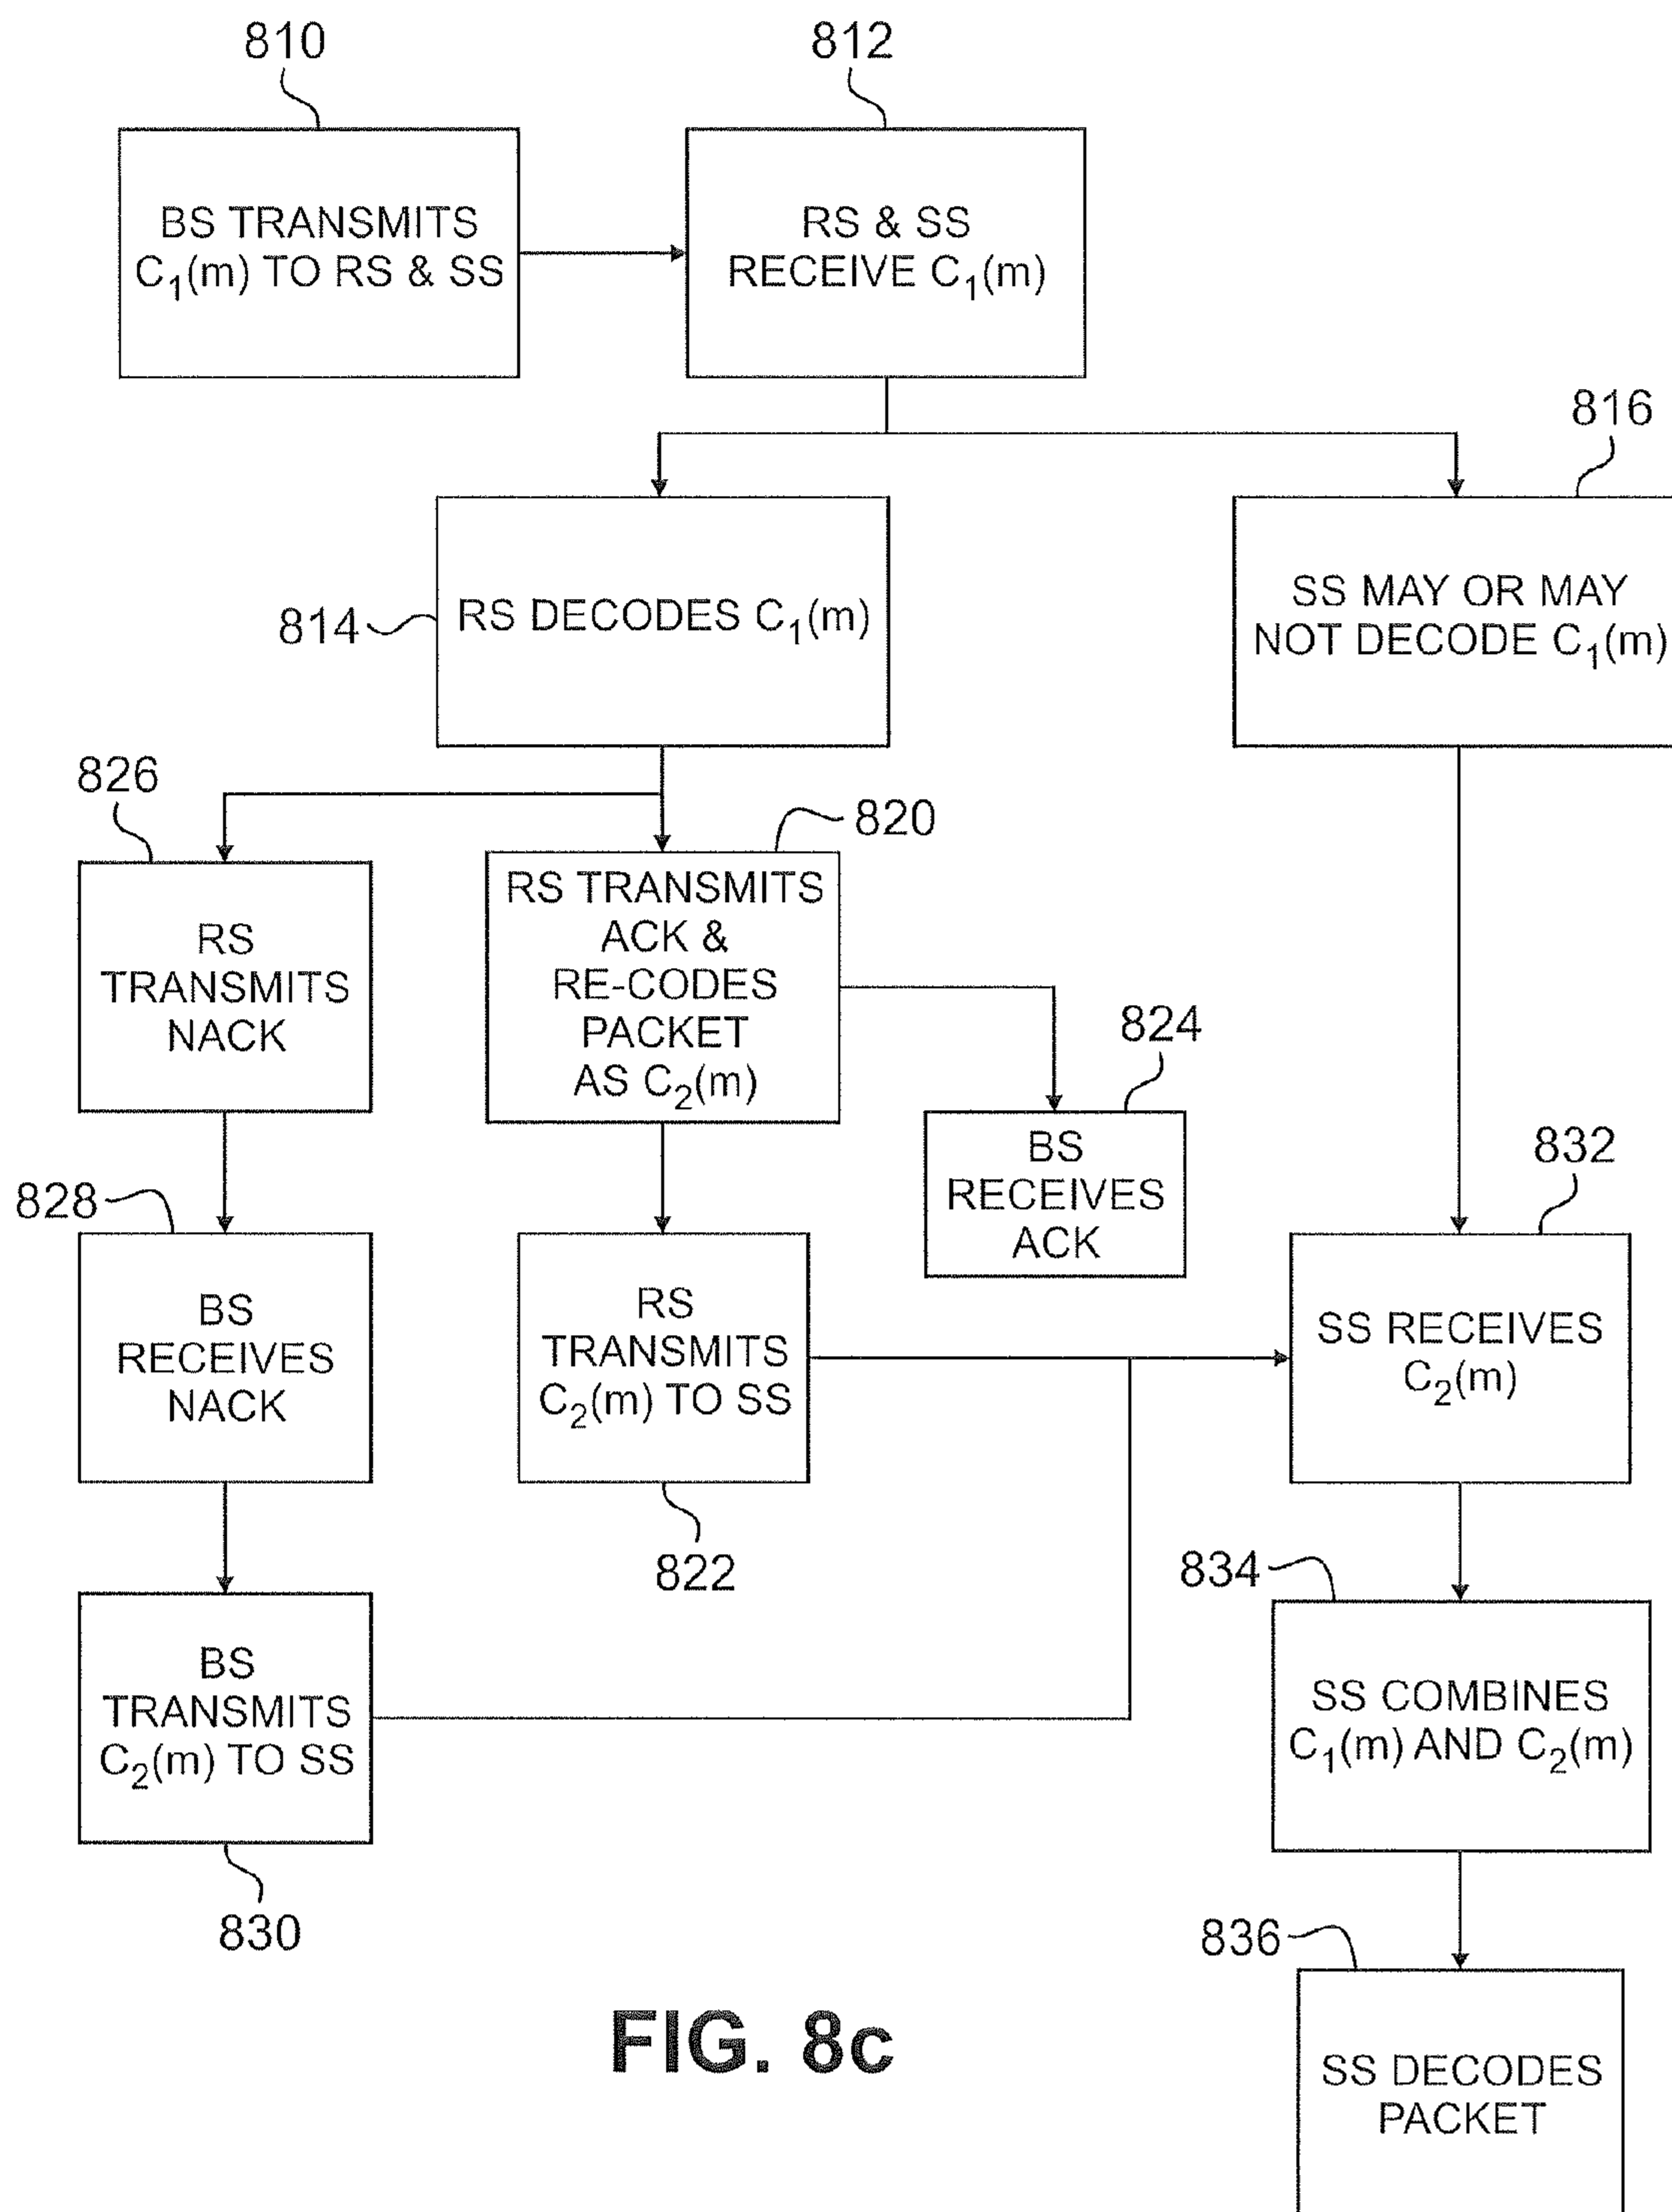 810
812
BS TRANSMITS
C₁(m) TO RS & SS
RS & SS
RECEIVE C₁(m)
816
814
RS DECODES C₁(m)
SS MAY OR MAY
NOT DECODE C₁(m)
826
820
RS
TRANSMITS
NACK
RS TRANSMITS
ACK &
RE-CODES
PACKET
AS C₂(m)
824
BS
RECEIVES
ACK
828
832
BS
RECEIVES
NACK
RS
TRANSMITS
C₂(m) TO SS
SS RECEIVES
C₂(m)
822
834
BS
TRANSMITS
C₂(m) TO SS
SS COMBINES
C₁(m) AND C₂(m)
830
836
SS DECODES
PACKET
FIG. 8c